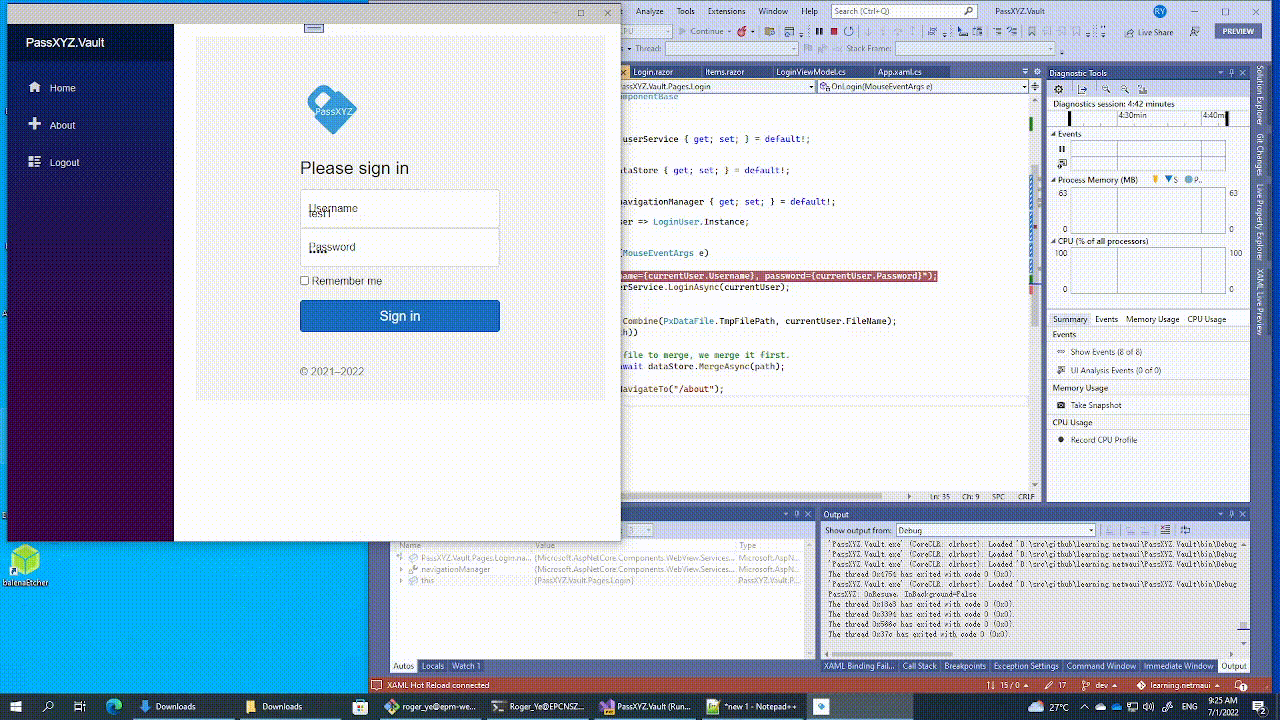 PassXYZ.Vault
Home
About
Logout
PassXYZ
Please sign in
Username
test1
Password
Remember me
Sign in
© 2021–2022
balenaEtcher
Analyze Tools Extensions Window Help Search (Ctrl+Q) PassXYZ.Vault RV
CPU Continue Live Share PREVIEW
Thread: Stack Frame:
Login.razor Items.razor LoginViewModel.cs App.xaml.cs
PassXYZ.Vault.Pages.Login OnLogin(MouseEventArgs e)
omponentBase
userService { get; set; } = default!;
ataStore { get; set; } = default!;
navigationManager { get; set; } = default!;
ser => LoginUser.Instance;
(MouseEventArgs e)
name={currentUser.Username}, password={currentUser.Password}");
erService.LoginAsync(currentUser);
Combine(PxDataFile.TmpFilePath, currentUser.FileName);
th))
file to merge, we merge it first.
await dataStore.MergeAsync(path);
NavigateTo("/about");
Ln: 35 Ch: 9 SPC CRLF
Diagnostic Tools
Diagnostics session: 4:42 minutes
4:30min 4:40m
Events
Process Memory (MB) S P..
63 63
0 0
CPU (% of all processors)
100 100
0 0
Summary Events Memory Usage CPU Usage
Events
Show Events (8 of 8)
UI Analysis Events (0 of 0)
Memory Usage
Take Snapshot
CPU Usage
Record CPU Profile
Solution Explorer
Git Changes
Live Property Explorer
XAML Live Preview
3
Name Value Type
PassXYZ.Vault.Pages.Login.na... {Microsoft.AspNetCore.Components.WebView.Services... Microsoft.AspN...
navigationManager {Microsoft.AspNetCore.Components.WebView.Services... Microsoft.AspN...
this {PassXYZ.Vault.Pages.Login} PassXYZ.Vault.P...
Autos Locals Watch 1
Output
Show output from: Debug
'PassXYZ.Vault.exe' (CoreCLR: clrhost): Loaded 'D:\src\github\learning.netmaui\PassXYZ.Vault\bin\Debug
'PassXYZ.Vault.exe' (CoreCLR: clrhost): Loaded 'D:\src\github\learning.netmaui\PassXYZ.Vault\bin\Debug
'PassXYZ.Vault.exe' (CoreCLR: clrhost): Loaded 'D:\src\github\learning.netmaui\PassXYZ.Vault\bin\Debug
The thread 0x1754 has exited with code 0 (0x0).
'PassXYZ.Vault.exe' (CoreCLR: clrhost): Loaded 'D:\src\github\learning.netmaui\PassXYZ.Vault\bin\Debug
PassXYZ: OnResume, InBackground=False
The thread 0x18e8 has exited with code 0 (0x0).
The thread 0x3394 has exited with code 0 (0x0).
The thread 0x586c has exited with code 0 (0x0).
The thread 0x37c has exited with code 0 (0x0).
XAML Binding Fail... Call Stack Breakpoints Exception Settings Command Window Immediate Window Output
XAML Hot Reload connected 15 / 0 17 dev learning.netmaui 1
Downloads Downloads roger_ye@epm-we... Roger_Ye@EPCNSZ... PassXYZ.Vault (Run... *new 1 - Notepad++ 27°C ENG 9:25 AM
7/1/2022